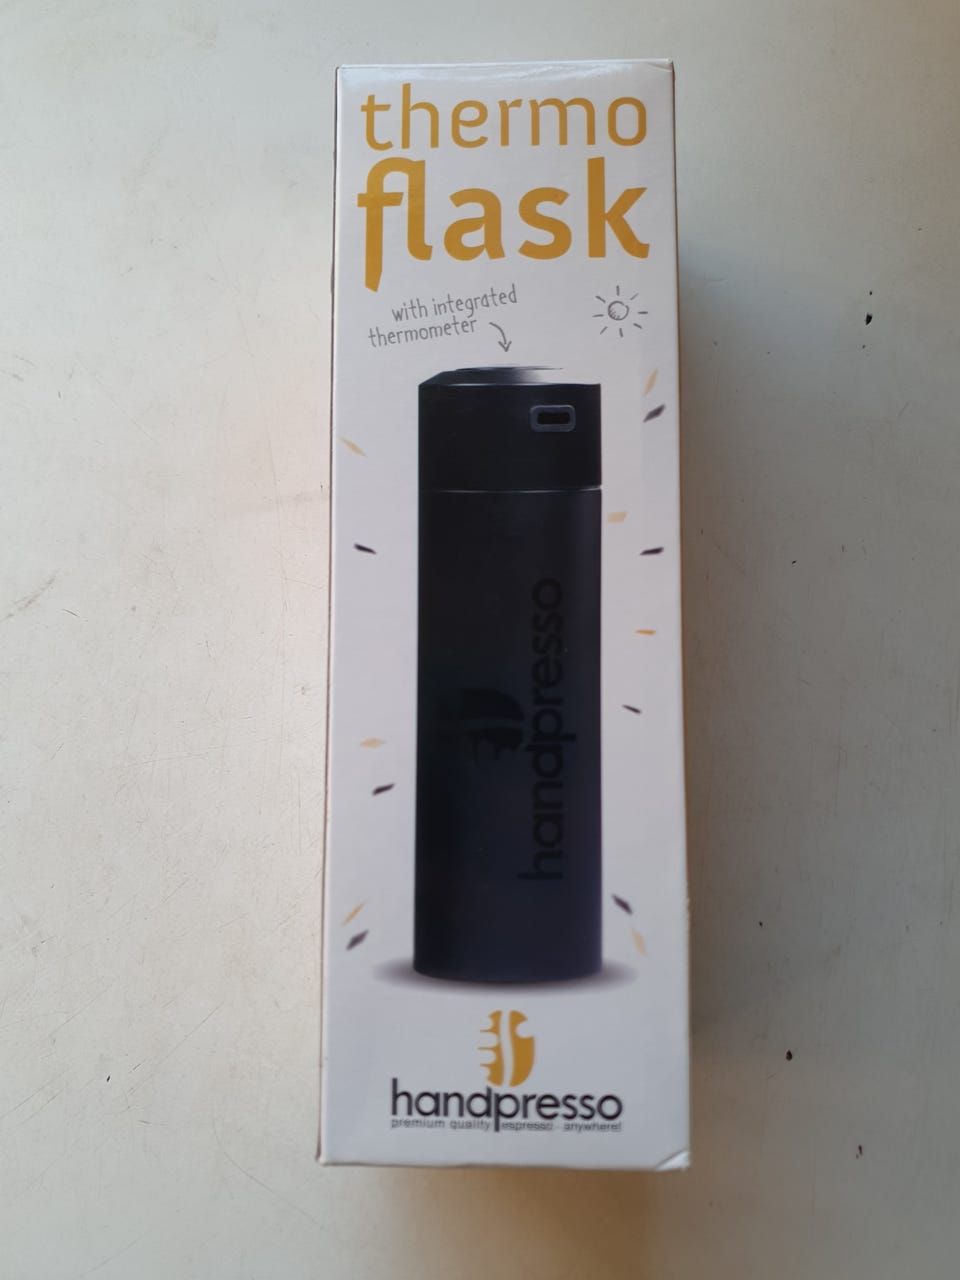 thermo
flask
with integrated
thermometer
handpresso
handpresso
premium quality espresso - anywhere!